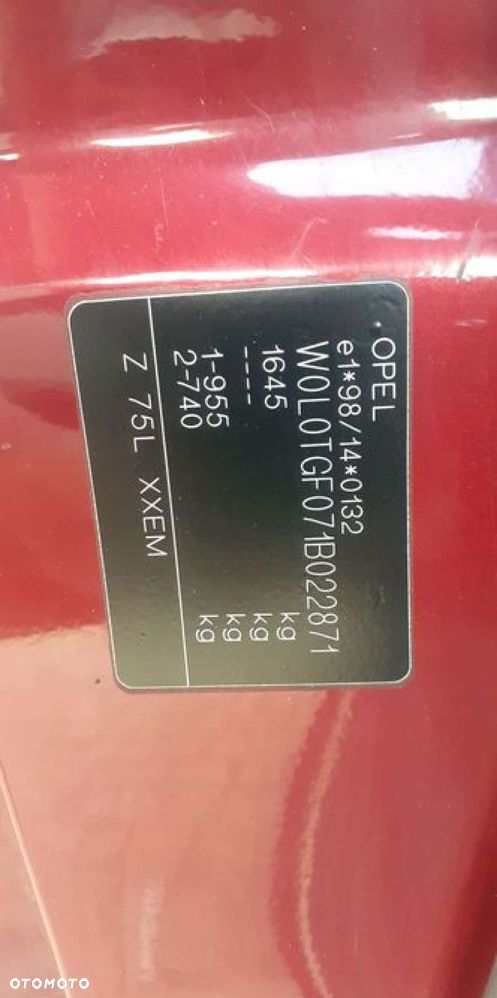 OPEL
e1*98/14*0132
W0L0TGF071B022871
1645 kg
---- kg
1-955 kg
2-740 kg
Z 75L XXEM
OTOMOTO